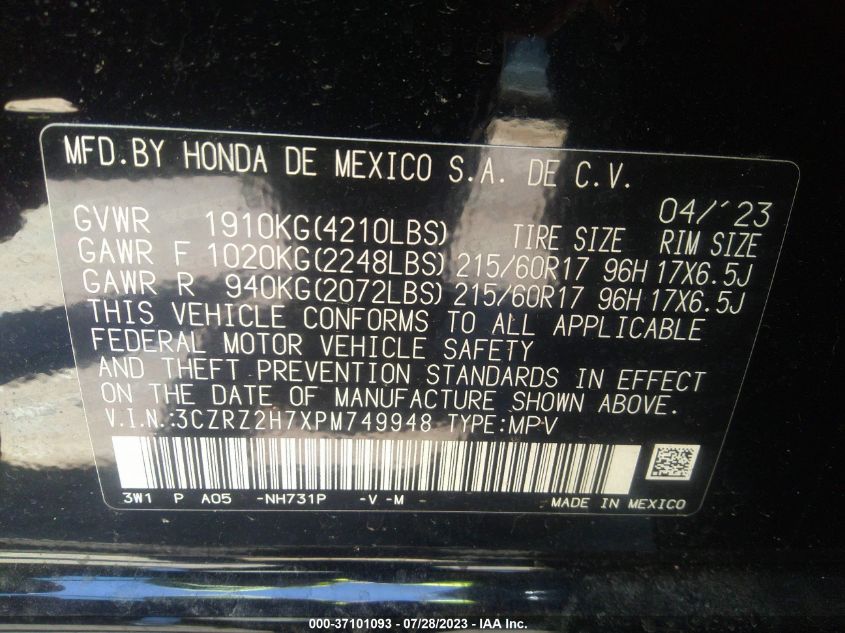 MFD.BY HONDA DE MEXICO S.A. DE C.V.
04/'23
GVWR 1910KG(4210LBS) TIRE SIZE RIM SIZE
GAWR F 1020KG(2248LBS) 215/60R17 96H 17X6.5J
GAWR R 940KG(2072LBS) 215/60R17 96H 17X6.5J
THIS VEHICLE CONFORMS TO ALL APPLICABLE
FEDERAL MOTOR VEHICLE SAFETY
AND THEFT PREVENTION STANDARDS IN EFFECT
ON THE DATE OF MANUFACTURE SHOWN ABOVE.
V.I.N.:3CZRZ2H7XPM749948 TYPE:MPV
3W1 P A05 -NH731P -V -M MADE IN MEXICO
000-37101093 - 07/28/2023 - IAA Inc.